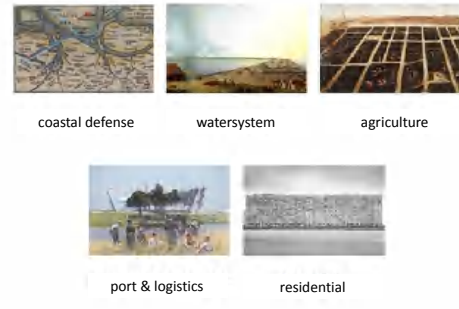 coastal defense
watersystem
agriculture
port & logistics
residential